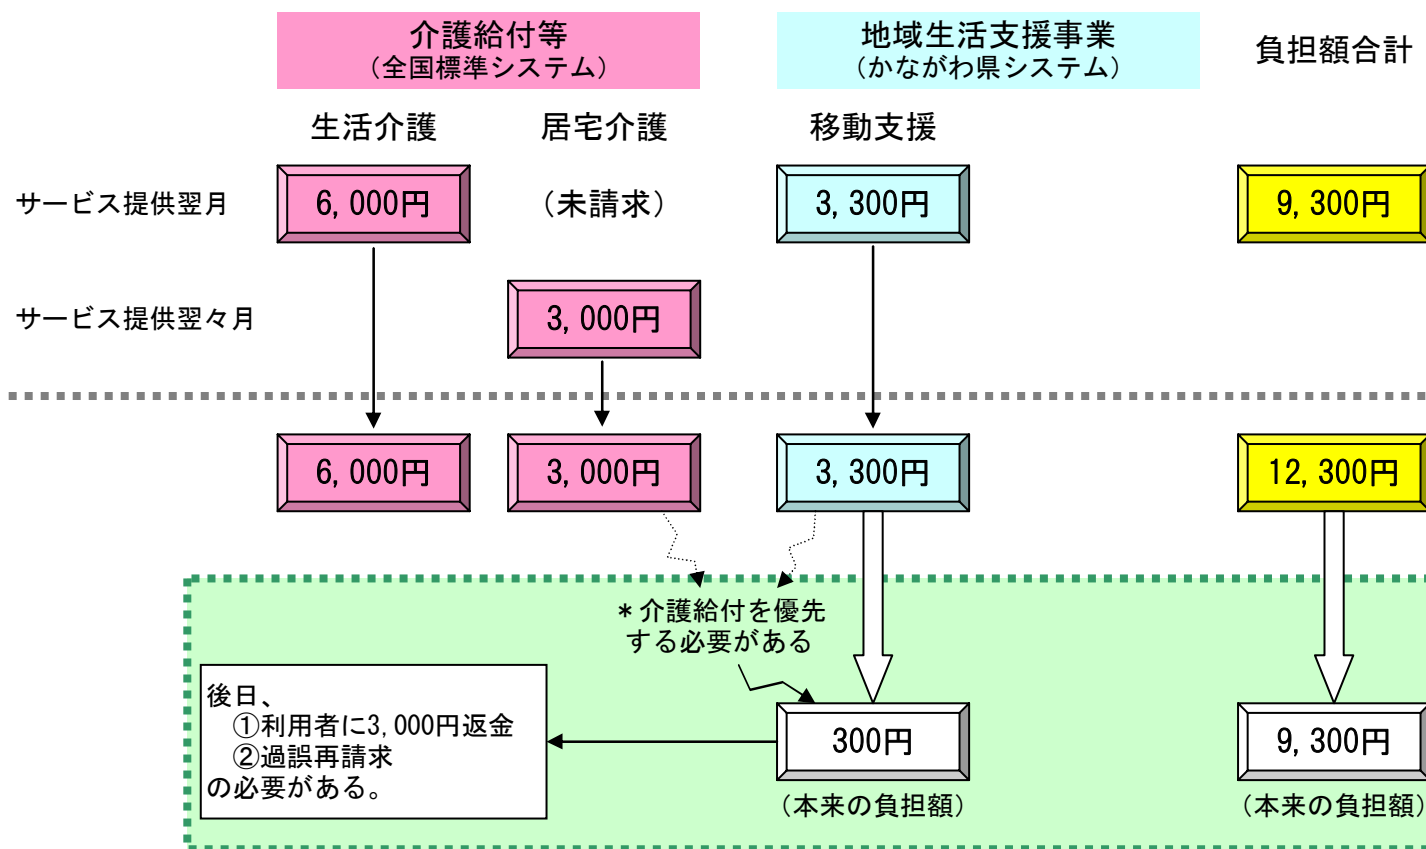 介護給付等
(全国標準システム)
地域生活支援事業
(かながわ県システム)
負担額合計
生活介護
居宅介護
移動支援
サービス提供翌月
6,000円
(未請求)
3,300円
9,300円
サービス提供翌々月
3,000円
6,000円
3,000円
3,300円
12,300円
*介護給付を優先
する必要がある
後日、
①利用者に3,000円返金
②過誤再請求
の必要がある。
300円
9,300円
(本来の負担額)
(本来の負担額)